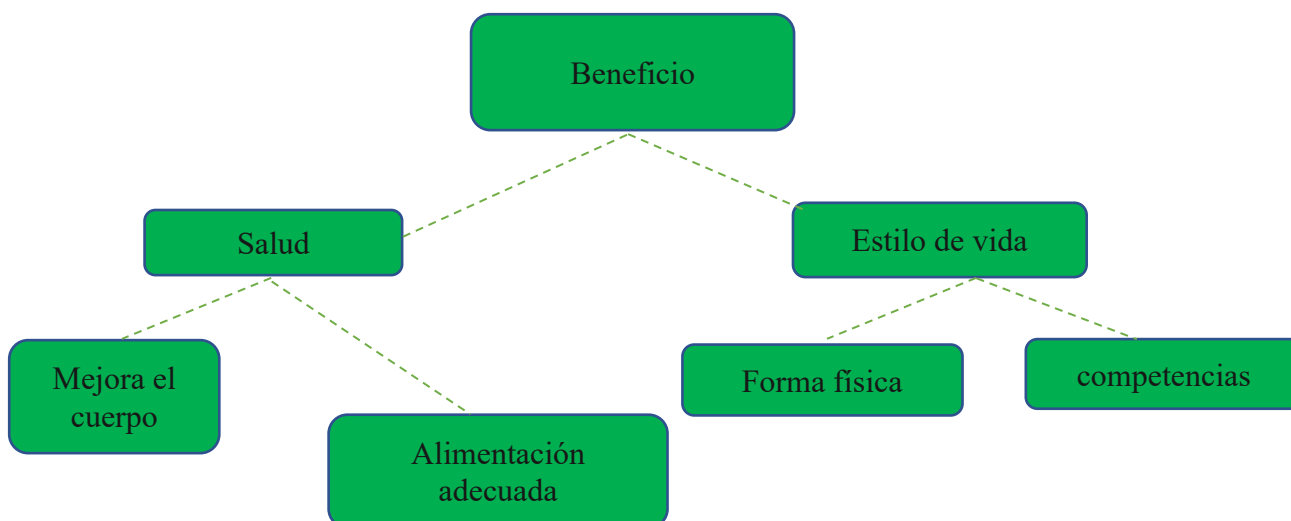 Beneficio
Salud
Estilo de vida
Mejora el
cuerpo
Alimentación
adecuada
Forma física
competencias